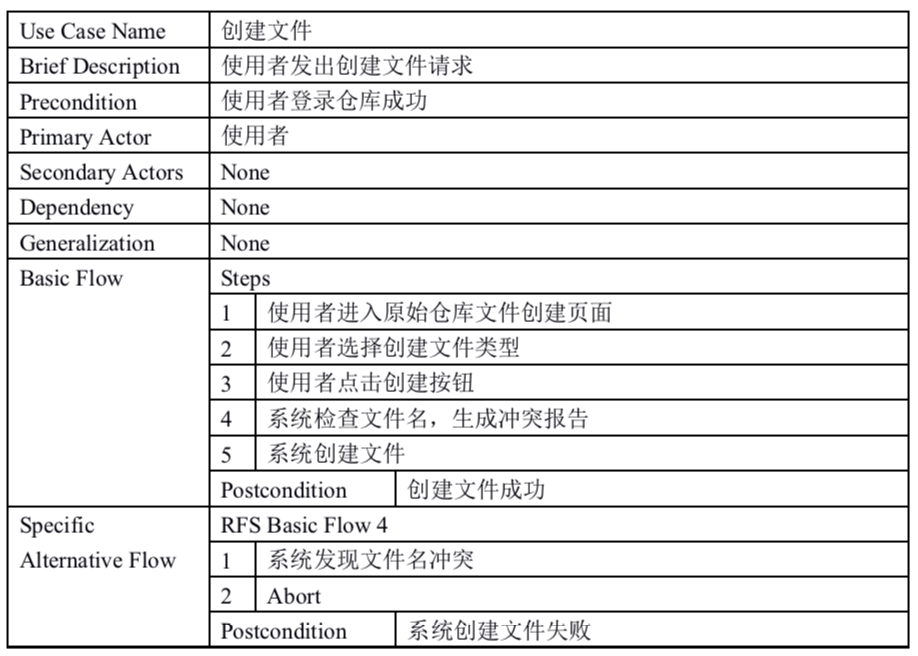 Use Case Name 创建文件
Brief Description 使用者发出创建文件请求
Precondition 使用者登录仓库成功
Primary Actor 使用者
Secondary Actors None
Dependency None
Generalization None
Basic Flow Steps
1 使用者进入原始仓库文件创建页面
2 使用者选择创建文件类型
3 使用者点击创建按钮
4 系统检查文件名，生成冲突报告
5 系统创建文件
Postcondition 创建文件成功
Specific RFS Basic Flow 4
Alternative Flow 1 系统发现文件名冲突
2 Abort
Postcondition 系统创建文件失败